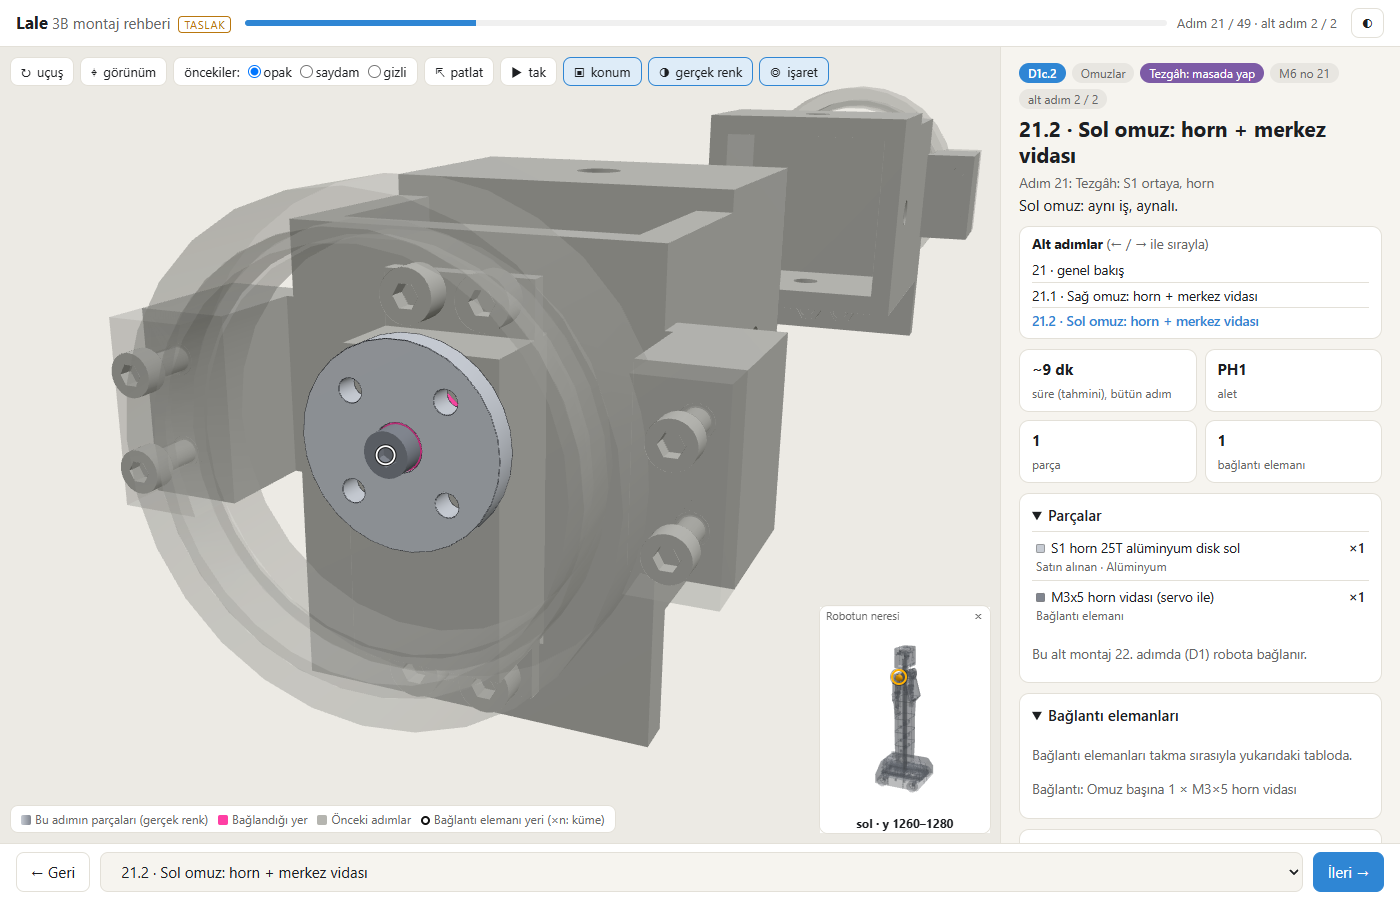 Lale 3B montaj rehberi TASLAK
Adım 21 / 49 · alt adım 2 / 2
↻ uçuş
⌖ görünüm
öncekiler: opak saydam gizli
⇱ patlat
▶ tak
▣ konum
◑ gerçek renk
◎ işaret
D1c.2 Omuzlar Tezgâh: masada yap M6 no 21
alt adım 2 / 2
21.2 · Sol omuz: horn + merkez
vidası
Adım 21: Tezgâh: S1 ortaya, horn
Sol omuz: aynı iş, aynalı.
Alt adımlar (← / → ile sırayla)
21 · genel bakış
21.1 · Sağ omuz: horn + merkez vidası
21.2 · Sol omuz: horn + merkez vidası
~9 dk
süre (tahmini), bütün adım
PH1
alet
1
parça
1
bağlantı elemanı
▼ Parçalar
S1 horn 25T alüminyum disk sol ×1
Satın alınan · Alüminyum
M3x5 horn vidası (servo ile) ×1
Bağlantı elemanı
Bu alt montaj 22. adımda (D1) robota bağlanır.
▼ Bağlantı elemanları
Bağlantı elemanları takma sırasıyla yukarıdaki tabloda.
Bağlantı: Omuz başına 1 × M3×5 horn vidası
Robotun neresi ×
sol · y 1260–1280
Bu adımın parçaları (gerçek renk) Bağlandığı yer Önceki adımlar Bağlantı elemanı yeri (×n: küme)
← Geri
21.2 · Sol omuz: horn + merkez vidası
İleri →